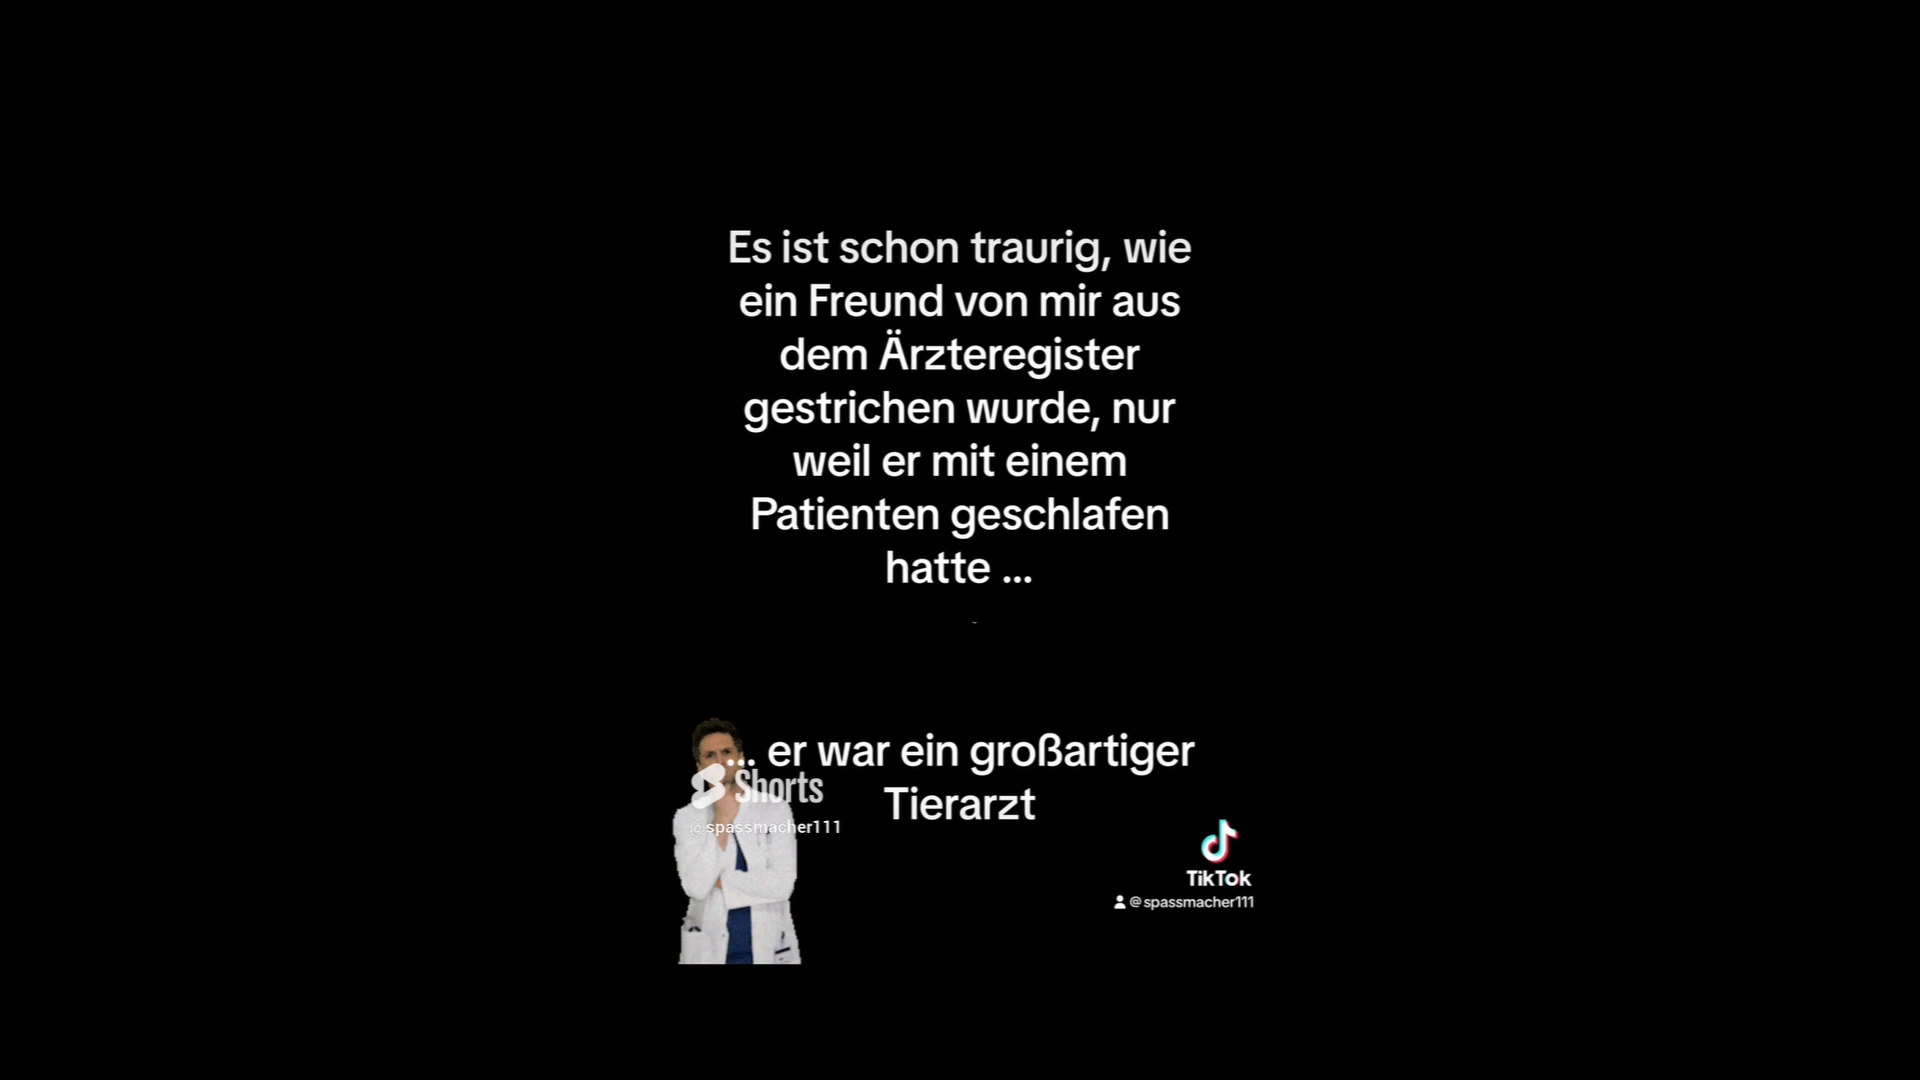 Es ist schon traurig, wie
ein Freund von mir aus
dem Ärzteregister
gestrichen wurde, nur
weil er mit einem
Patienten geschlafen
hatte ...
... er war ein großartiger
Tierarzt
Shorts
@spassmacher111
TikTok
@spassmacher111